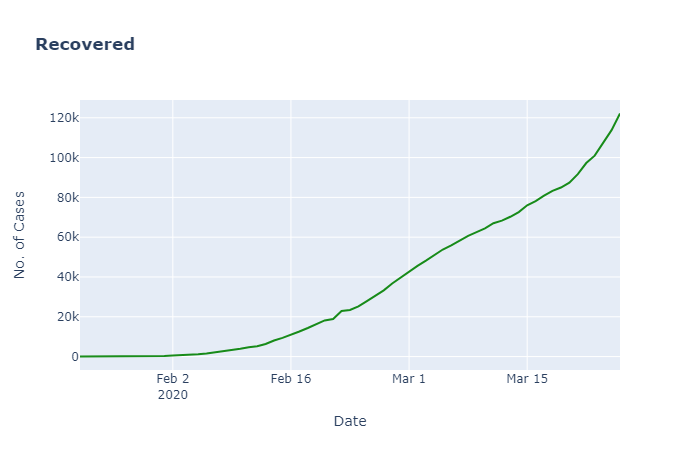 Recovered
No. of Cases
120k
100k
80k
60k
40k
20k
0
Feb 2
2020
Feb 16
Mar 1
Mar 15
Date